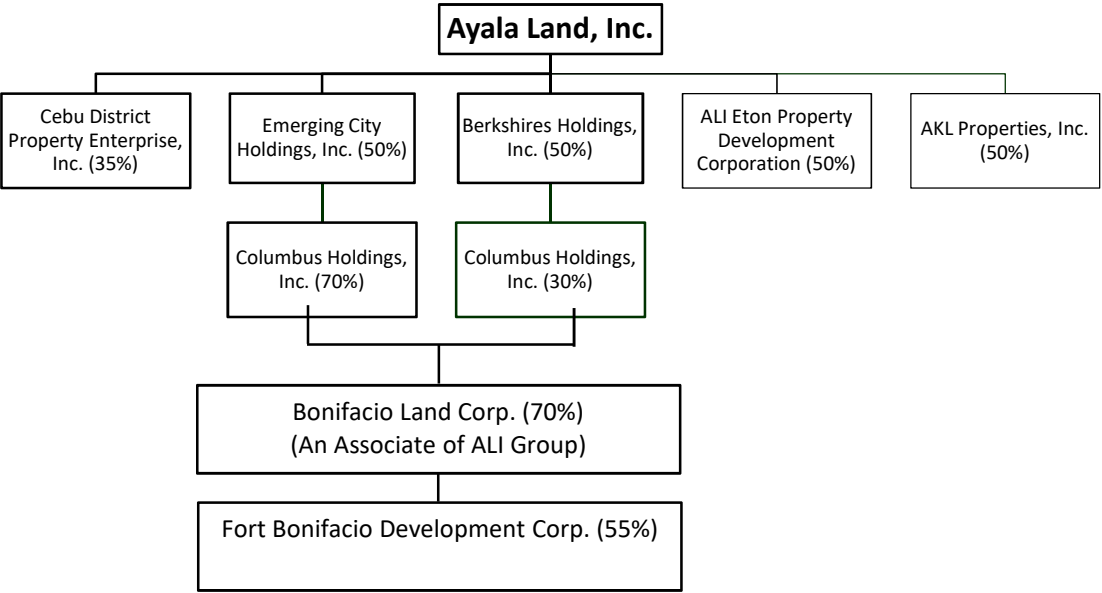 Ayala Land, Inc.
Cebu District
Property Enterprise,
Inc. (35%)
Emerging City
Holdings, Inc. (50%)
Berkshires Holdings,
Inc. (50%)
ALI Eton Property
Development
Corporation (50%)
AKL Properties, Inc.
(50%)
Columbus Holdings,
Inc. (70%)
Columbus Holdings,
Inc. (30%)
Bonifacio Land Corp. (70%)
(An Associate of ALI Group)
Fort Bonifacio Development Corp. (55%)